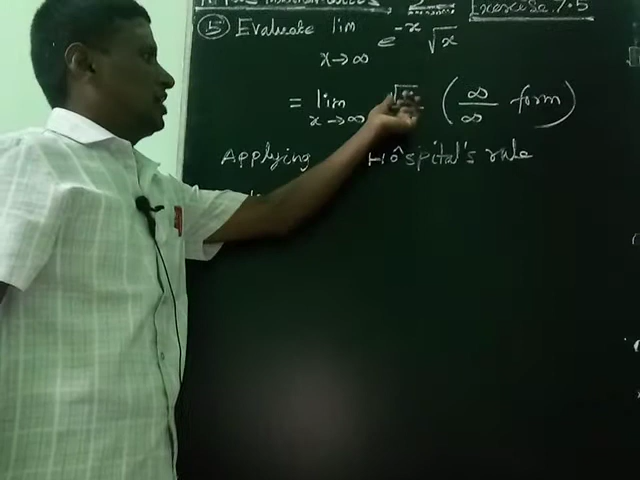 Exercise 7.5
(5) Evaluate lim x→∞ e^-x √x
= lim x→∞ √x (∞/∞ form)
Applying Hôspital's rule